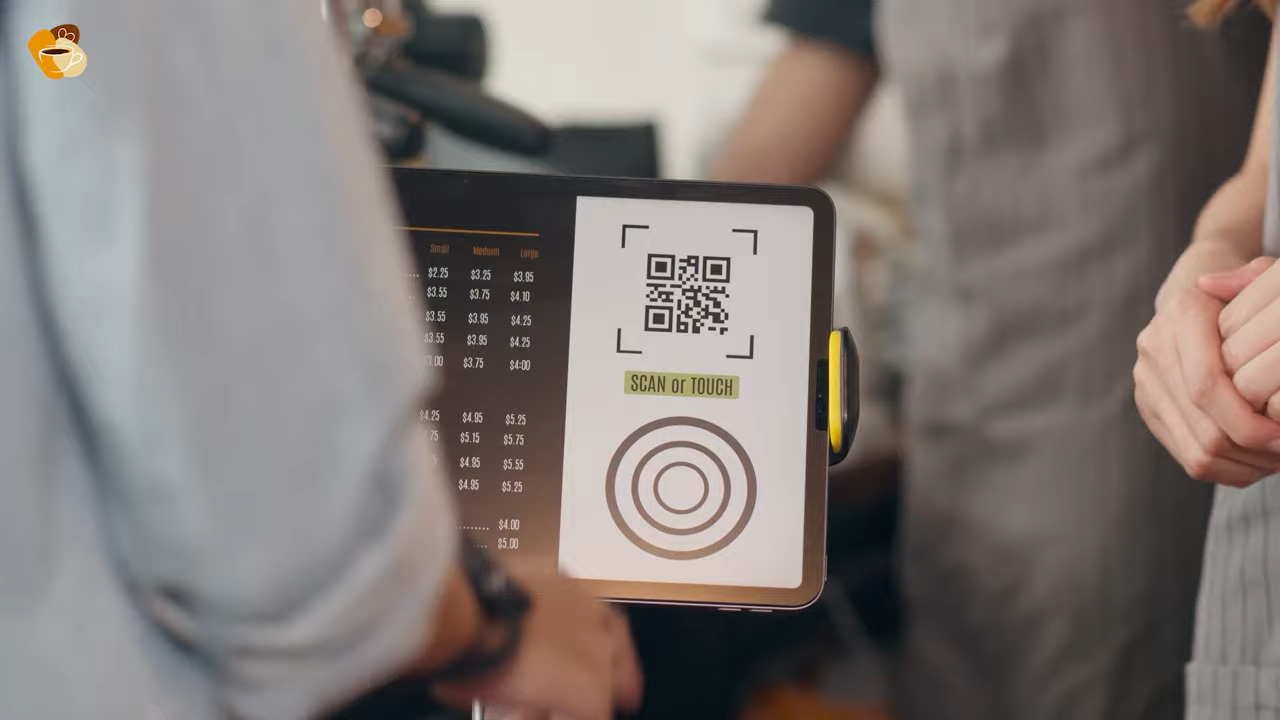 Small Medium Large
$2.25 $3.25 $3.95
$3.55 $3.75 $4.10
$3.55 $3.95 $4.25
$3.55 $3.95 $4.25
$3.75 $4:00
$4.25 $4.95 $5.25
$5.15 $5.75
$4.95 $5.55
$4.95 $5.25
........ $4.00
.... $5.00
SCAN or TOUCH